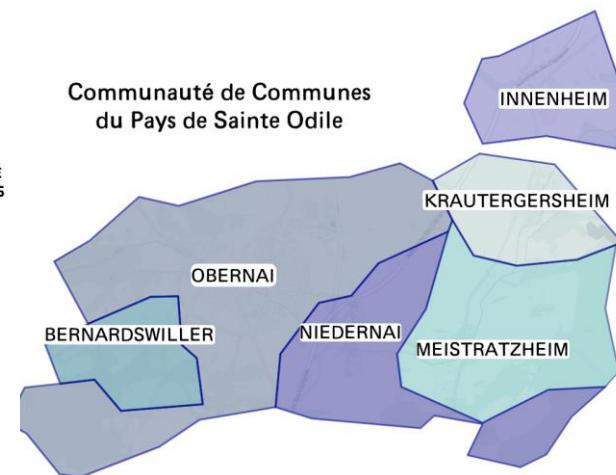 Communauté de Communes
du Pays de Sainte Odile
INNENHEIM
KRAUTERGERSHEIM
OBERNAI
BERNARDSWILLER
NIEDERNAI
MEISTRATZHEIM